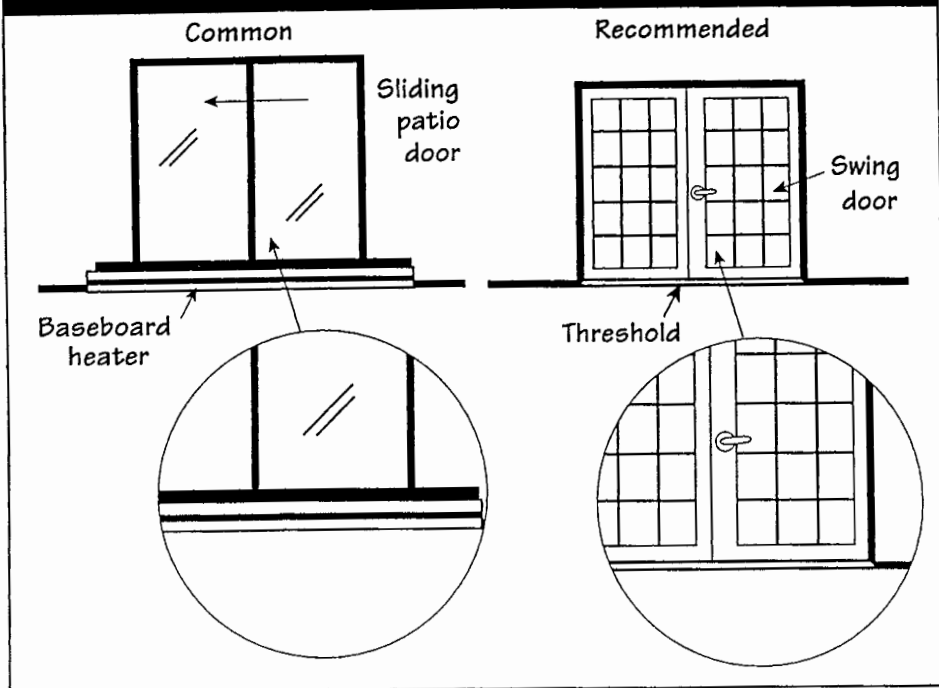 Common
Recommended
Sliding
patio
door
Swing
door
Baseboard
heater
Threshold